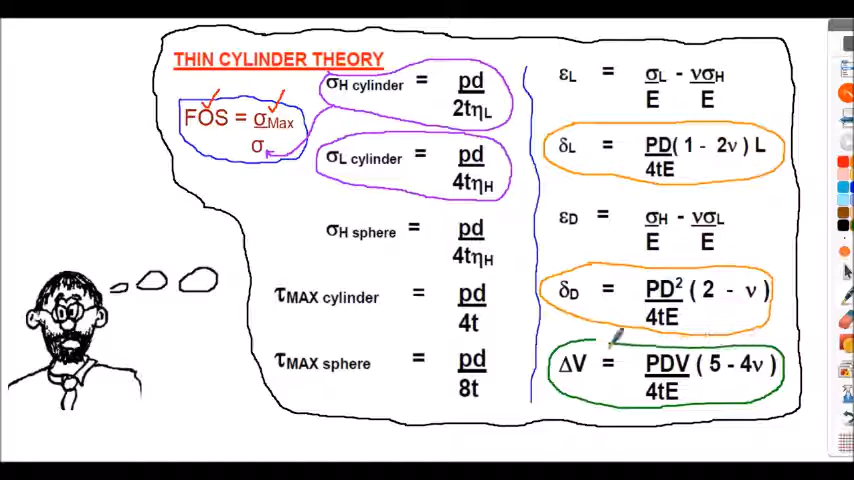 THIN CYLINDER THEORY
FOS = σMax
σ
σH cylinder = pd
2tηL
σL cylinder = pd
4tηH
σH sphere = pd
4tηH
τMAX cylinder = pd
4t
τMAX sphere = pd
8t
εL = σL - νσH
E E
δL = PD( 1 - 2ν ) L
4tE
εD = σH - νσL
E E
δD = PD² ( 2 - ν )
4tE
ΔV = PDV ( 5 - 4ν )
4tE